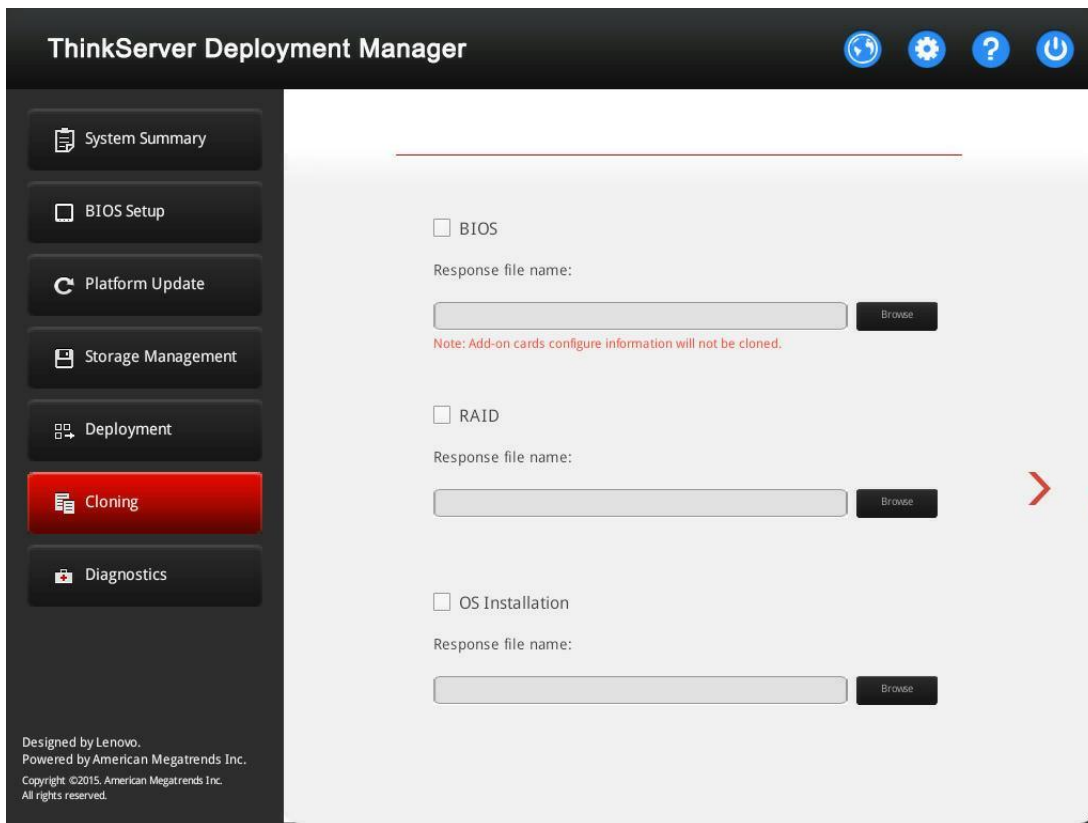 ThinkServer Deployment Manager
System Summary
BIOS Setup
Platform Update
Storage Management
Deployment
Cloning
Diagnostics
Designed by Lenovo.
Powered by American Megatrends Inc.
Copyright ©2015. American Megatrends Inc.
All rights reserved.
BIOS
Response file name:
Browse
Note: Add-on cards configure information will not be cloned.
RAID
Response file name:
Browse
OS Installation
Response file name:
Browse